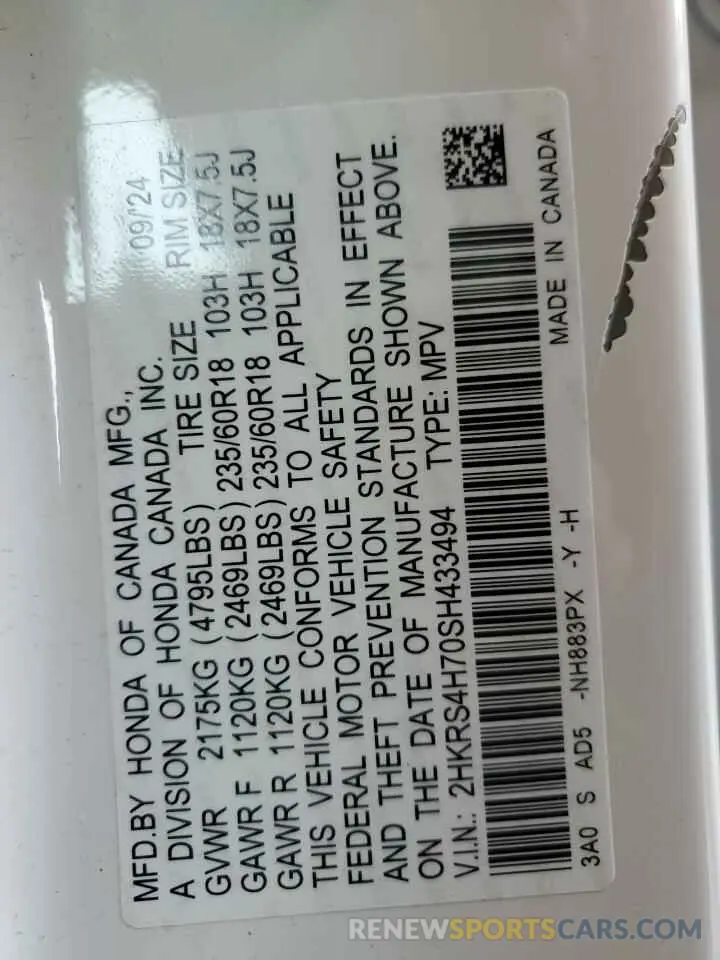 MFD.BY HONDA OF CANADA MFG., 09/'24
A DIVISION OF HONDA CANADA INC.
TIRE SIZE RIM SIZE
GVWR 2175KG (4795LBS)
GAWR F 1120KG (2469LBS) 235/60R18 103H 18X7.5J
GAWR R 1120KG (2469LBS) 235/60R18 103H 18X7.5J
THIS VEHICLE CONFORMS TO ALL APPLICABLE
FEDERAL MOTOR VEHICLE SAFETY
AND THEFT PREVENTION STANDARDS IN EFFECT
ON THE DATE OF MANUFACTURE SHOWN ABOVE.
V.I.N.: 2HKRS4H70SH433494 TYPE: MPV
3A0 S AD5 -NH883PX -Y -H MADE IN CANADA
RENEWSPORTSCARS.COM